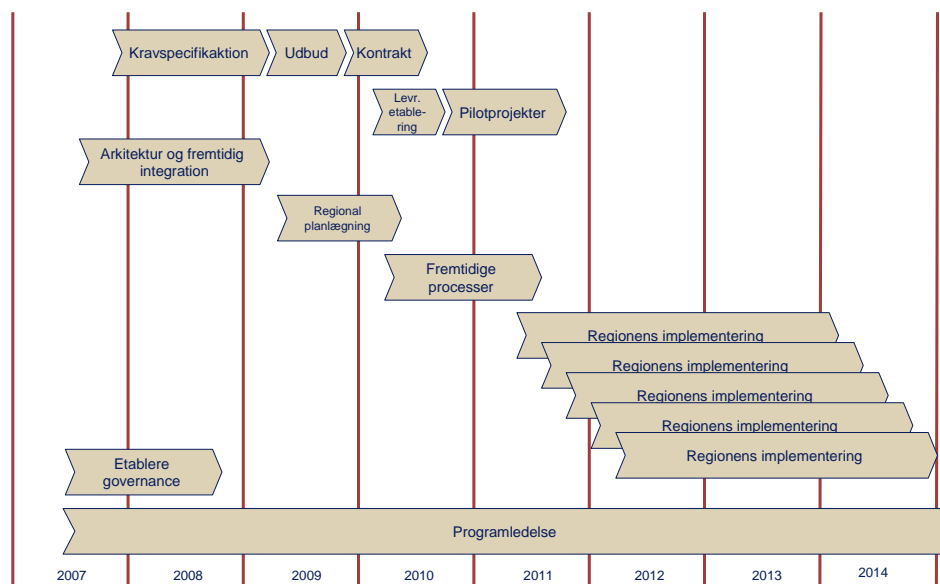 Kravspecifikaktion
Udbud
Kontrakt
Levr.
etable-
ring
Pilotprojekter
Arkitektur og fremtidig
integration
Regional
planlægning
Fremtidige
processer
Regionens implementering
Regionens implementering
Regionens implementering
Regionens implementering
Regionens implementering
Etablere
governance
Programledelse
2007 2008 2009 2010 2011 2012 2013 2014